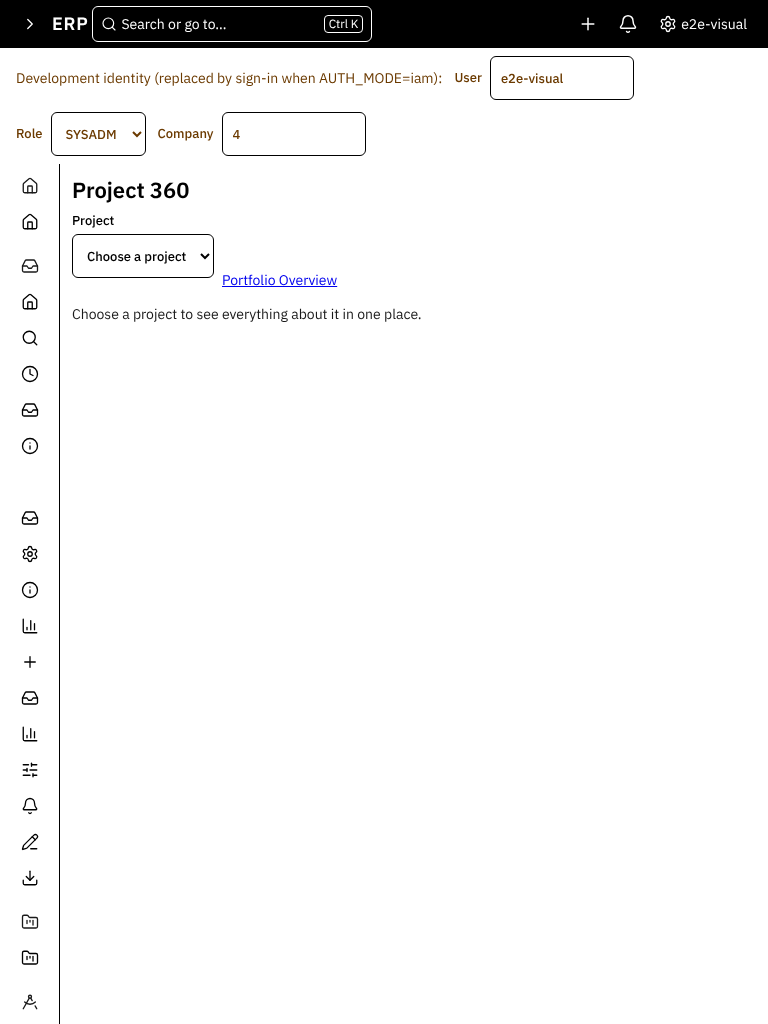 ERP Search or go to... Ctrl K e2e-visual
Development identity (replaced by sign-in when AUTH_MODE=iam): User e2e-visual
Role SYSADM Company 4
Project 360
Project
Choose a project
Portfolio Overview
Choose a project to see everything about it in one place.